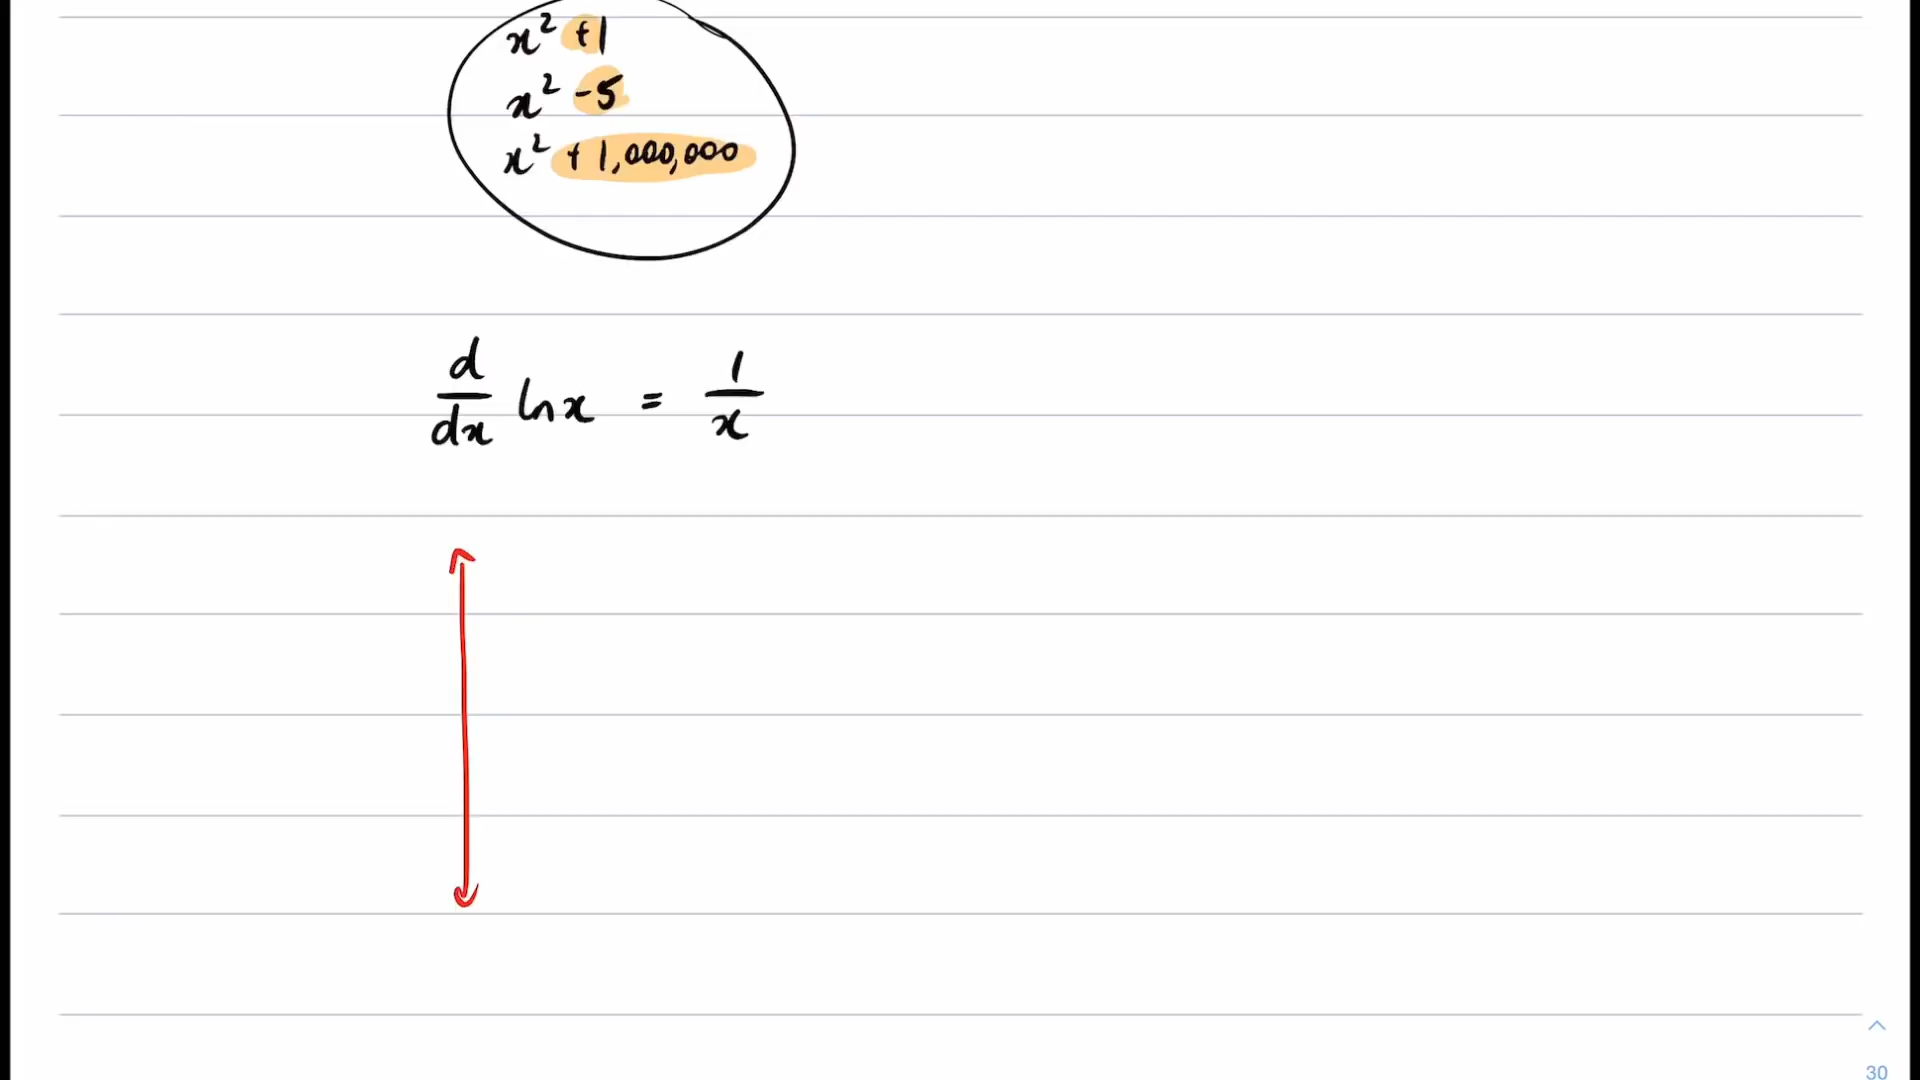 x² +1
x² -5
x² + 1,000,000
d/dx ln x = 1/x
30